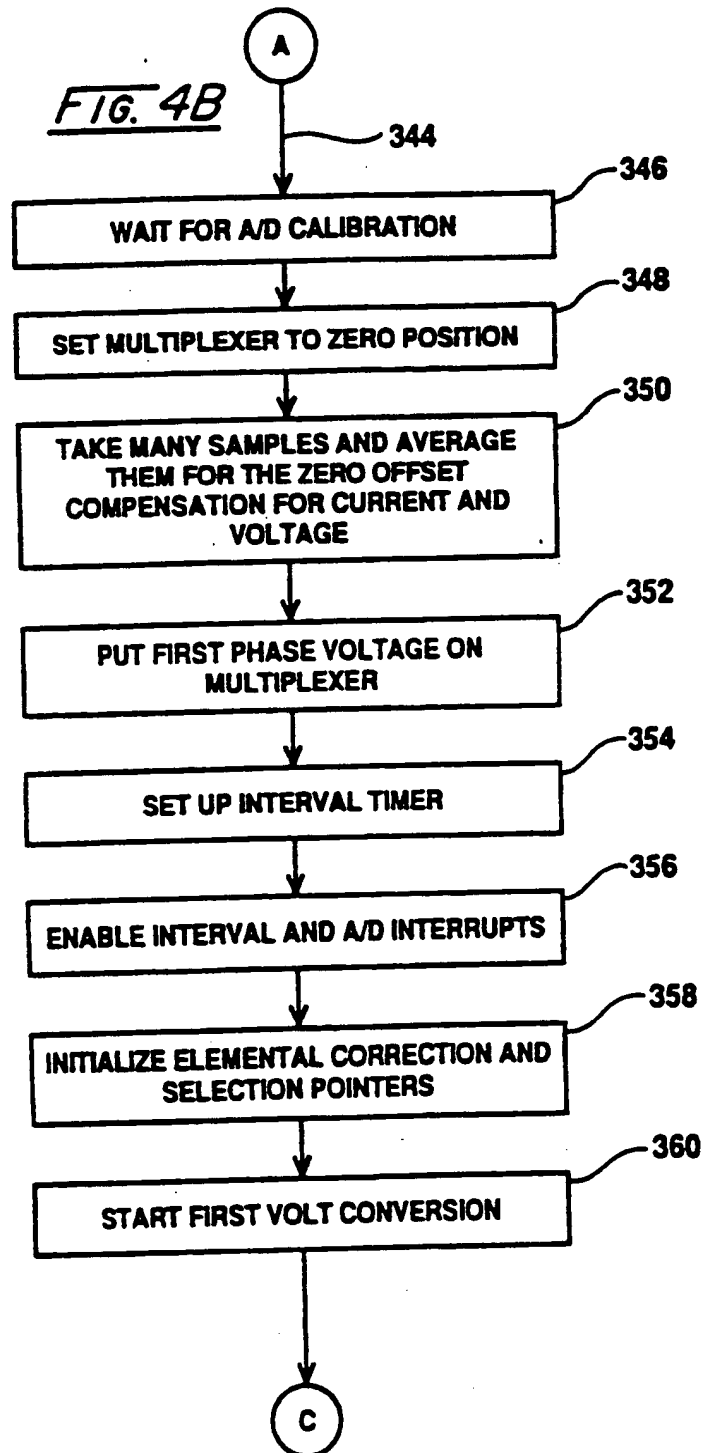 A
FIG. 4B
344
346
WAIT FOR A/D CALIBRATION
348
SET MULTIPLEXER TO ZERO POSITION
350
TAKE MANY SAMPLES AND AVERAGE
THEM FOR THE ZERO OFFSET
COMPENSATION FOR CURRENT AND
VOLTAGE
352
PUT FIRST PHASE VOLTAGE ON
MULTIPLEXER
354
SET UP INTERVAL TIMER
356
ENABLE INTERVAL AND A/D INTERRUPTS
358
INITIALIZE ELEMENTAL CORRECTION AND
SELECTION POINTERS
360
START FIRST VOLT CONVERSION
C